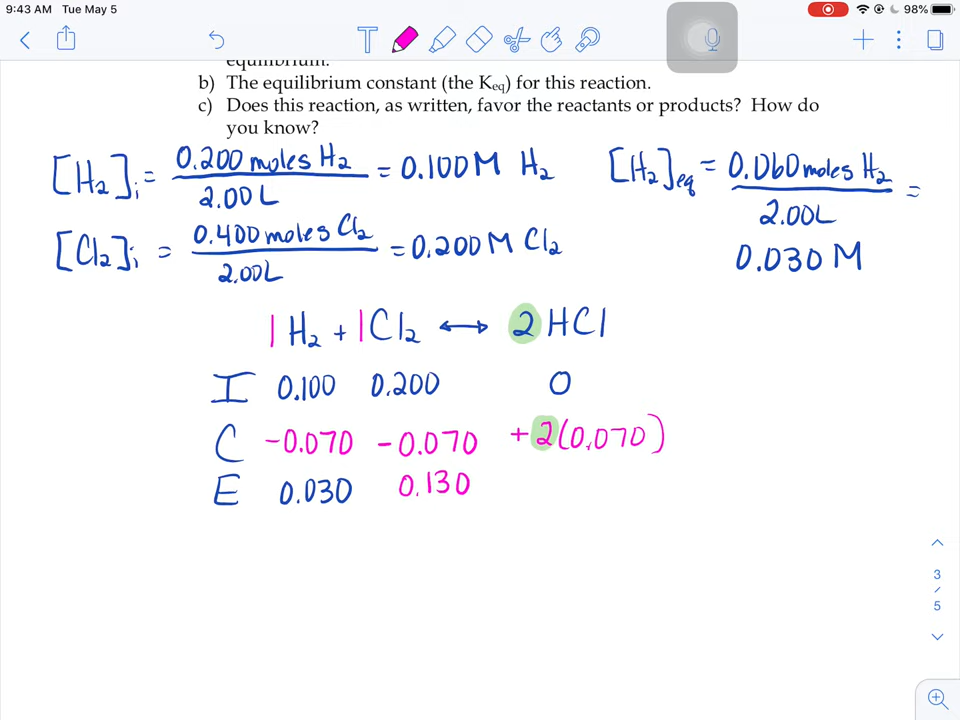 9:43 AM Tue May 5 98%
T
equilibrium.
b) The equilibrium constant (the Keq) for this reaction.
c) Does this reaction, as written, favor the reactants or products? How do
you know?
[H₂]ᵢ = 0.200 moles H₂ / 2.00L = 0.100 M H₂
[H₂]eq = 0.060 moles H₂ / 2.00L =
0.030 M
[Cl₂]ᵢ = 0.400 moles Cl₂ / 2.00L = 0.200 M Cl₂
1 H₂ + 1 Cl₂ ↔ 2 HCl
I 0.100 0.200 0
C -0.070 -0.070 +2(0.070)
E 0.030 0.130
3
/
5